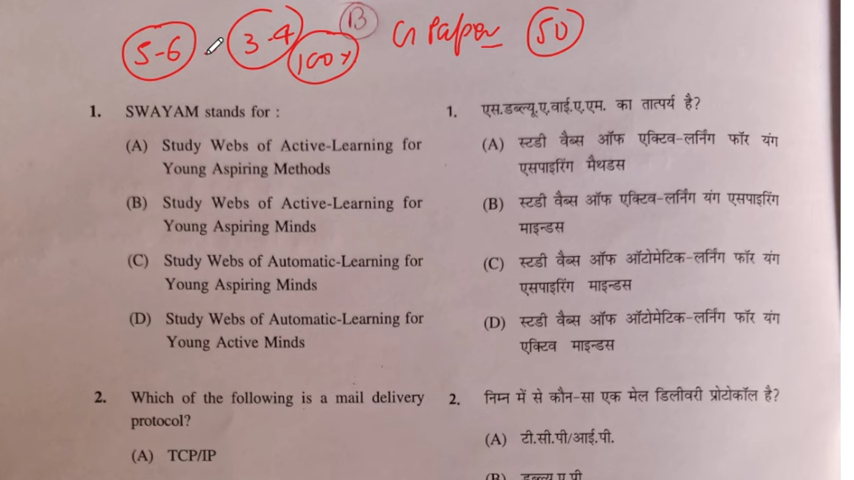 5-6 3-4 100% B G Paper 50
1. SWAYAM stands for :
(A) Study Webs of Active-Learning for
Young Aspiring Methods
(B) Study Webs of Active-Learning for
Young Aspiring Minds
(C) Study Webs of Automatic-Learning for
Young Aspiring Minds
(D) Study Webs of Automatic-Learning for
Young Active Minds
2. Which of the following is a mail delivery
protocol?
(A) TCP/IP
1. एस.डब्ल्यू.ए.वाई.ए.एम. का तात्पर्य है?
(A) स्टडी वैब्स ऑफ एक्टिव-लर्निंग फॉर यंग
एसपाइरिंग मैथडस
(B) स्टडी वैब्स ऑफ एक्टिव-लर्निंग यंग एसपाइरिंग
माइन्डस
(C) स्टडी वैब्स ऑफ ऑटोमेटिक-लर्निंग फॉर यंग
एसपाइरिंग माइन्डस
(D) स्टडी वैब्स ऑफ ऑटोमेटिक-लर्निंग फॉर यंग
एक्टिव माइन्डस
2. निम्न में से कौन-सा एक मेल डिलीवरी प्रोटोकॉल है?
(A) टी.सी.पी/आई.पी.